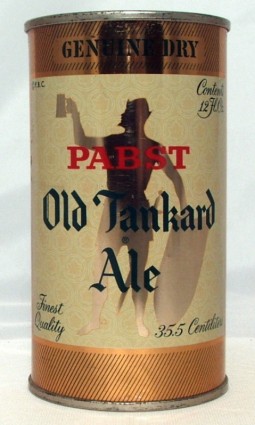 GENUINE DRY
Contents
12 Fl. Oz.
PABST
Old Tankard
Ale
Finest
Quality
35.5 Centiliters